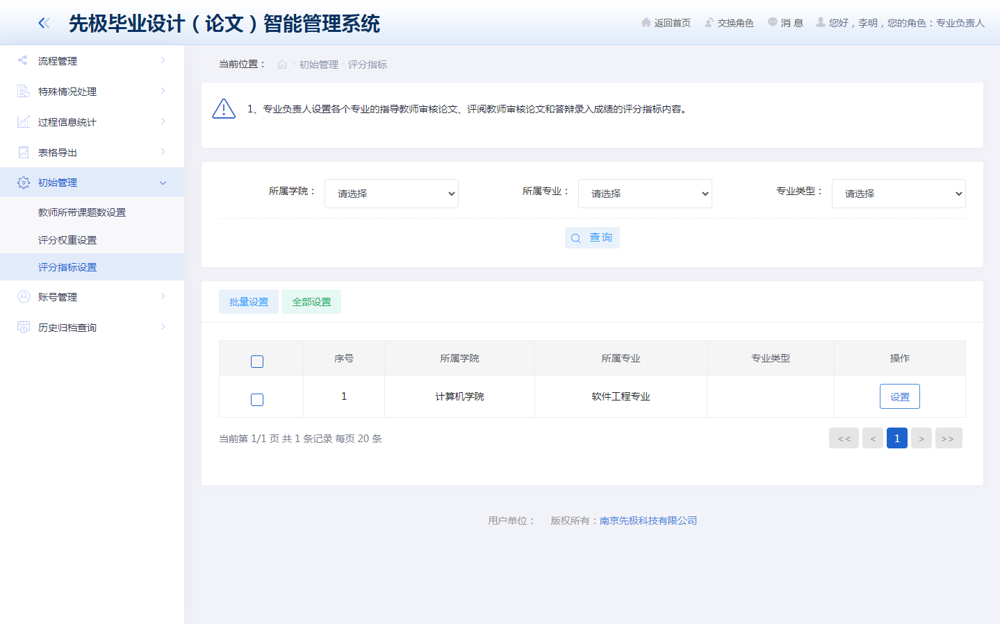 先极毕业设计（论文）智能管理系统
返回首页 交换角色 消 息 您好，李明，您的角色：专业负责人
流程管理
特殊情况处理
过程信息统计
表格导出
初始管理
教师所带课题数设置
评分权重设置
评分指标设置
账号管理
历史归档查询
当前位置： 初始管理 评分指标
1、专业负责人设置各个专业的指导教师审核论文、评阅教师审核论文和答辩录入成绩的评分指标内容。
所属学院： 请选择 所属专业： 请选择 专业类型： 请选择
查询
批量设置 全部设置
序号 所属学院 所属专业 专业类型 操作
1 计算机学院 软件工程专业 设置
当前第 1/1 页 共 1 条记录 每页 20 条 << < 1 > >>
用户单位： 版权所有：南京先极科技有限公司